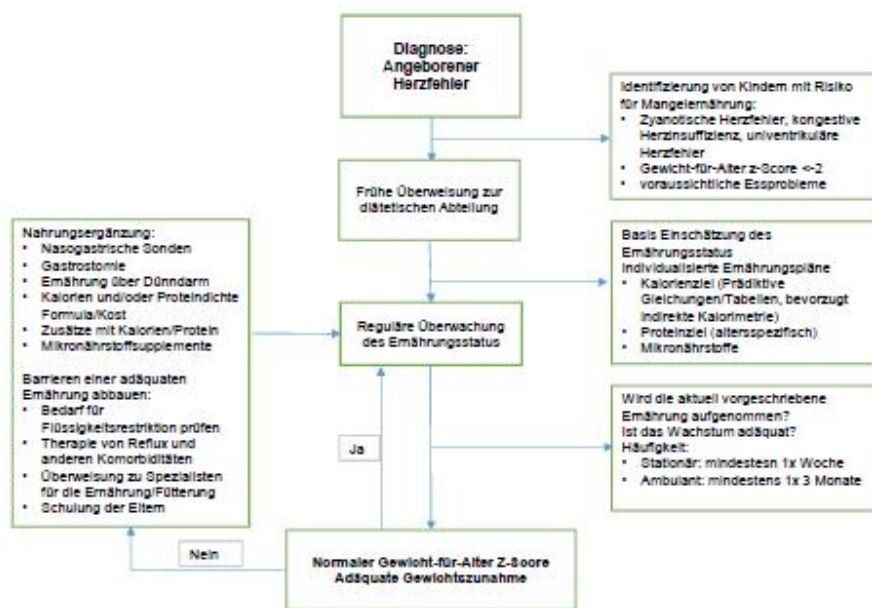 Diagnose:
Angeborener
Herzfehler
Identifizierung von Kindern mit Risiko
für Mangelernährung:
• Zyanotische Herzfehler, kongestive
Herzinsuffizienz, univentrikuläre
Herzfehler
• Gewicht-für-Alter z-Score <-2
• voraussichtliche Essprobleme
Frühe Überweisung zur
diätetischen Abteilung
Basis Einschätzung des
Ernährungsstatus
Individualisierte Ernährungspläne
• Kalorienziel (Prädiktive
Gleichungen/Tabellen, bevorzugt
indirekte Kalorimetrie)
• Proteinziel (altersspezifisch)
• Mikronährstoffe
Nahrungsergänzung:
• Nasogastrische Sonden
• Gastrostomie
• Ernährung über Dünndarm
• Kalorien und/oder Proteindichte
Formula/Kost
• Zusätze mit Kalorien/Protein
• Mikronährstoffsupplemente
Barrieren einer adäquaten
Ernährung abbauen:
• Bedarf für
Flüssigkeitsrestriktion prüfen
• Therapie von Reflux und
anderen Komorbiditäten
• Überweisung zu Spezialisten
für die Ernährung/Fütterung
• Schulung der Eltern
Reguläre Überwachung
des Ernährungsstatus
Wird die aktuell vorgeschriebene
Ernährung aufgenommen?
Ist das Wachstum adäquat?
Häufigkeit:
• Stationär: mindestesn 1x Woche
• Ambulant: mindestens 1x 3 Monate
Ja
Nein
Normaler Gewicht-für-Alter Z-Score
Adäquate Gewichtszunahme